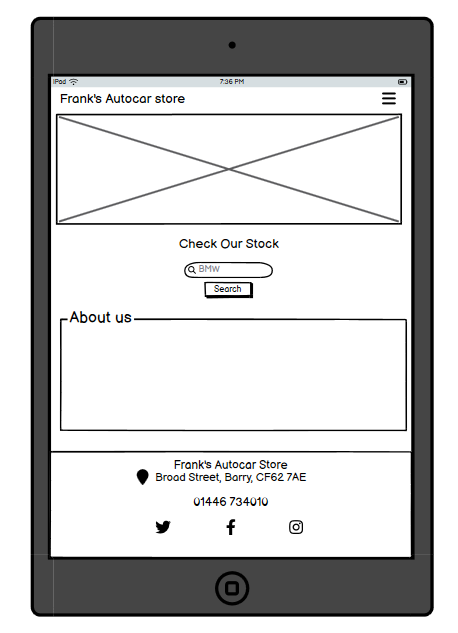 iPad 7:36 PM
Frank's Autocar store
Check Our Stock
BMW
Search
About us
Frank's Autocar Store
Broad Street, Barry, CF62 7AE
01446 734010